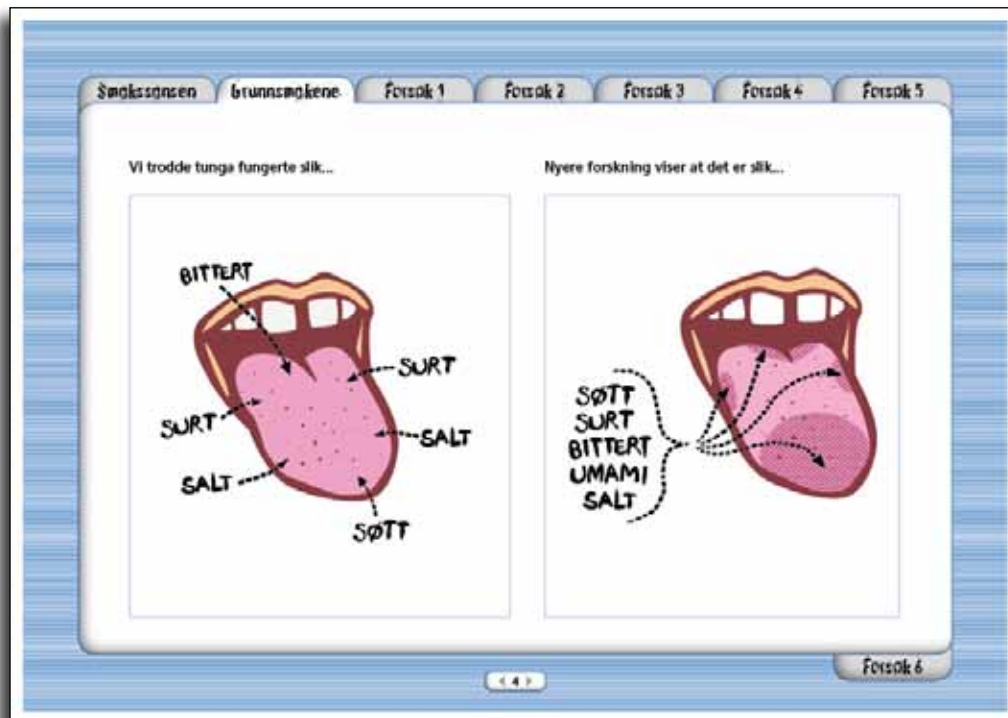 Smakssansen
Grunnsmakene
Forsøk 1
Forsøk 2
Forsøk 3
Forsøk 4
Forsøk 5
Vi trodde tunga fungerte slik...
BITTERT
SURT
SURT
SALT
SALT
SØTT
Nyere forskning viser at det er slik...
SØTT
SURT
BITTERT
UMAMI
SALT
Forsøk 6
< 4 >